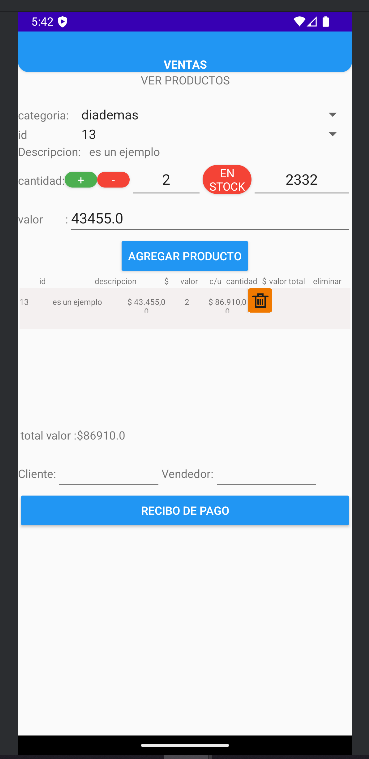 5:42
VENTAS
VER PRODUCTOS
categoria: diademas
id 13
Descripcion: es un ejemplo
cantidad: + - 2 EN STOCK 2332
valor : 43455.0
AGREGAR PRODUCTO
id descripcion $ valor c/u cantidad $ valor total eliminar
13 es un ejemplo $ 43.455,0 2 $ 86.910,0
0 0
total valor :$86910.0
Cliente: Vendedor:
RECIBO DE PAGO